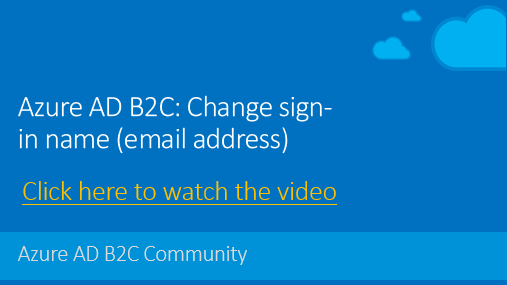 Azure AD B2C: Change sign-
in name (email address)
Click here to watch the video
Azure AD B2C Community